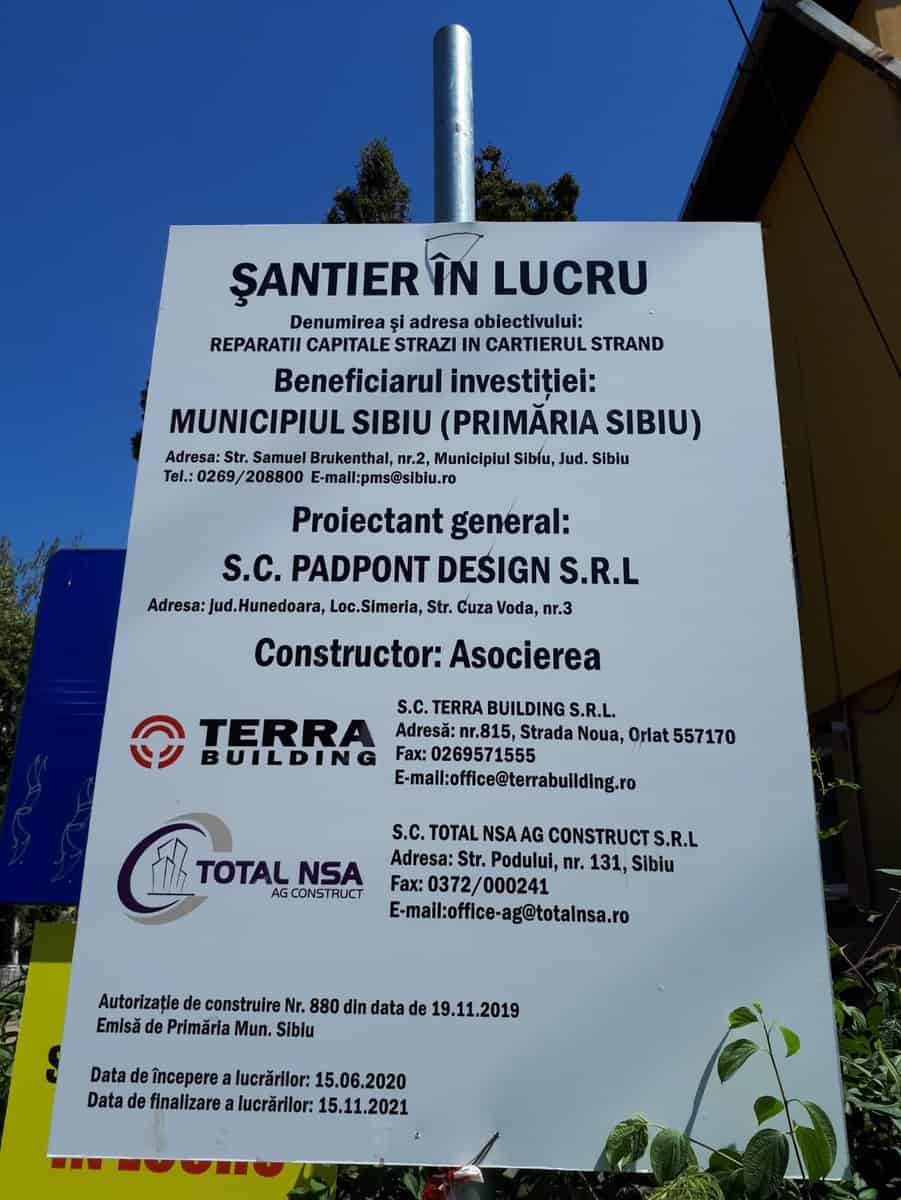 ŞANTIER ÎN LUCRU
Denumirea şi adresa obiectivului:
REPARATII CAPITALE STRAZI IN CARTIERUL STRAND
Beneficiarul investiţiei:
MUNICIPIUL SIBIU (PRIMĂRIA SIBIU)
Adresa: Str. Samuel Brukenthal, nr.2, Municipiul Sibiu, Jud. Sibiu
Tel.: 0269/208800 E-mail:pms@sibiu.ro
Proiectant general:
S.C. PADPONT DESIGN S.R.L
Adresa: jud.Hunedoara, Loc.Simeria, Str. Cuza Voda, nr.3
Constructor: Asocierea
TERRA
BUILDING
S.C. TERRA BUILDING S.R.L.
Adresă: nr.815, Strada Noua, Orlat 557170
Fax: 0269571555
E-mail:office@terrabuilding.ro
TOTAL NSA
AG CONSTRUCT
S.C. TOTAL NSA AG CONSTRUCT S.R.L
Adresa: Str. Podului, nr. 131, Sibiu
Fax: 0372/000241
E-mail:office-ag@totalnsa.ro
Autorizaţie de construire Nr. 880 din data de 19.11.2019
Emisă de Primăria Mun. Sibiu
Data de începere a lucrărilor: 15.06.2020
Data de finalizare a lucrărilor: 15.11.2021